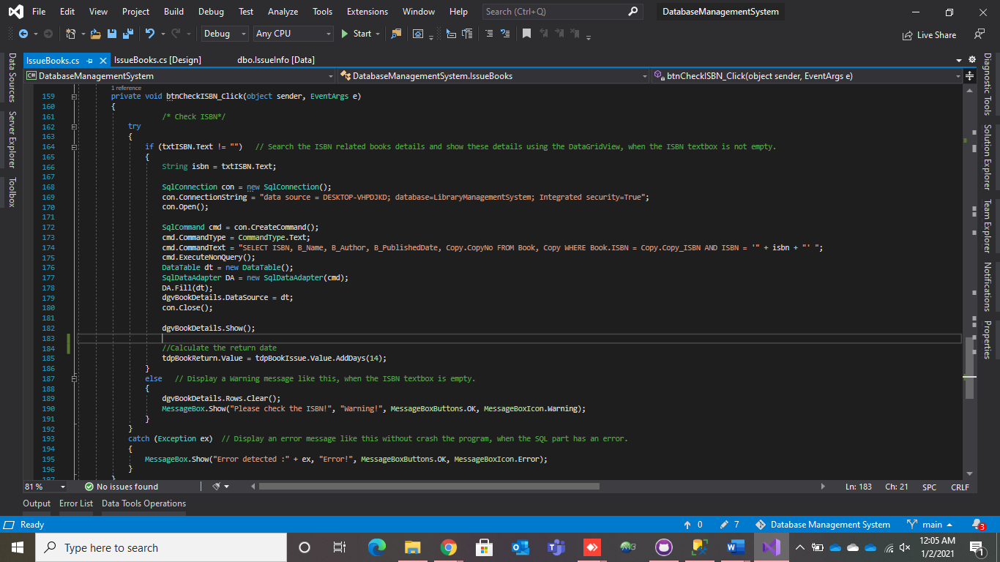 File Edit View Project Build Debug Test Analyze Tools Extensions Window Help Search (Ctrl+Q) DatabaseManagementSystem
Debug Any CPU Start Live Share
IssueBooks.cs IssueBooks.cs [Design] dbo.IssueInfo [Data]
C# DatabaseManagementSystem DatabaseManagementSystem.IssueBooks btnCheckISBN_Click(object sender, EventArgs e)
Data Sources
Server Explorer
Toolbox
1 reference
159 private void btnCheckISBN_Click(object sender, EventArgs e)
160 {
161 /* Check ISBN*/
162 try
163 {
164 if (txtISBN.Text != "") // Search the ISBN related books details and show these details using the DataGridView, when the ISBN textbox is not empty.
165 {
166 String isbn = txtISBN.Text;
167
168 SqlConnection con = new SqlConnection();
169 con.ConnectionString = "data source = DESKTOP-VHPDJKD; database=LibraryManagementSystem; Integrated security=True";
170 con.Open();
171
172 SqlCommand cmd = con.CreateCommand();
173 cmd.CommandType = CommandType.Text;
174 cmd.CommandText = "SELECT ISBN, B_Name, B_Author, B_PublishedDate, Copy.CopyNo FROM Book, Copy WHERE Book.ISBN = Copy.Copy_ISBN AND ISBN = '" + isbn + "' ";
175 cmd.ExecuteNonQuery();
176 DataTable dt = new DataTable();
177 SqlDataAdapter DA = new SqlDataAdapter(cmd);
178 DA.Fill(dt);
179 dgvBookDetails.DataSource = dt;
180 con.Close();
181
182 dgvBookDetails.Show();
183
184 //Calculate the return date
185 tdpBookReturn.Value = tdpBookIssue.Value.AddDays(14);
186 }
187 else // Display a Warning message like this, when the ISBN textbox is empty.
188 {
189 dgvBookDetails.Rows.Clear();
190 MessageBox.Show("Please check the ISBN!", "Warning!", MessageBoxButtons.OK, MessageBoxIcon.Warning);
191 }
192 }
193 catch (Exception ex) // Display an error message like this without crash the program, when the SQL part has an error.
194 {
195 MessageBox.Show("Error detected :" + ex, "Error!", MessageBoxButtons.OK, MessageBoxIcon.Error);
196 }
197 }
Diagnostic Tools
Solution Explorer
Team Explorer
Notifications
Properties
81 % No issues found Ln: 183 Ch: 21 SPC CRLF
Output Error List Data Tools Operations
Ready 0 7 Database Management System main 3
Type here to search 12:05 AM
1/2/2021 1